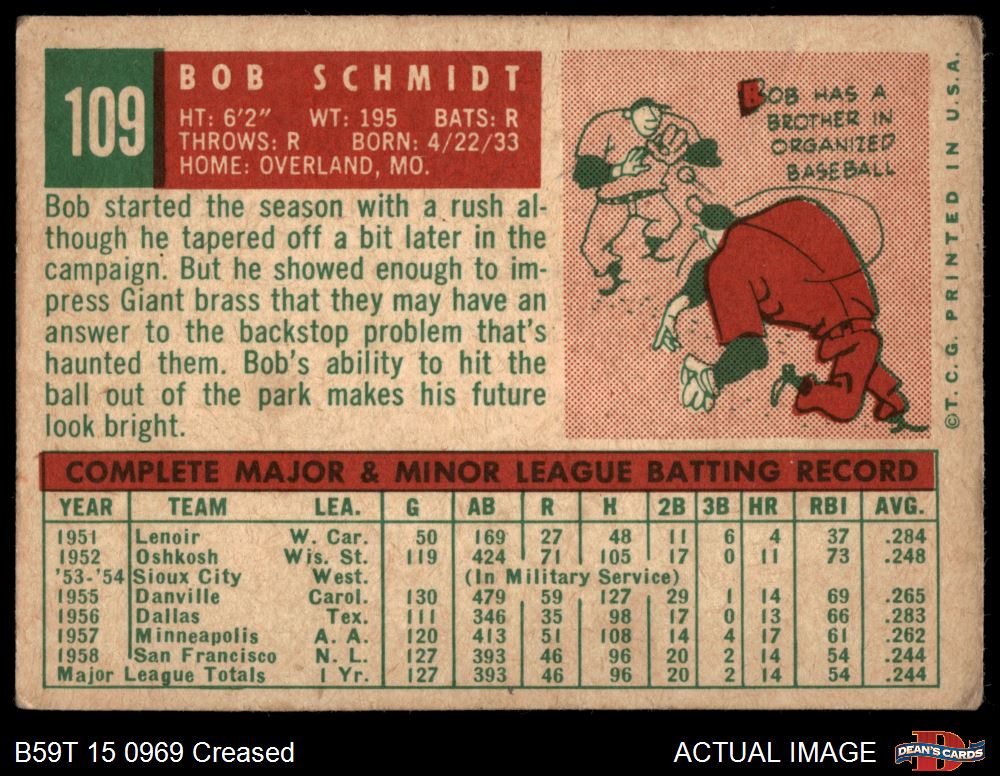 109
BOB SCHMIDT
HT: 6'2" WT: 195 BATS: R
THROWS: R BORN: 4/22/33
HOME: OVERLAND, MO.
Bob started the season with a rush al-
though he tapered off a bit later in the
campaign. But he showed enough to im-
press Giant brass that they may have an
answer to the backstop problem that's
haunted them. Bob's ability to hit the
ball out of the park makes his future
look bright.
BOB HAS A
BROTHER IN
ORGANIZED
BASEBALL
©T.C.G. PRINTED IN U.S.A.
COMPLETE MAJOR & MINOR LEAGUE BATTING RECORD
YEAR TEAM LEA. G AB R H 2B 3B HR RBI AVG.
1951 Lenoir W. Car. 50 169 27 48 11 6 4 37 .284
1952 Oshkosh Wis. St. 119 424 71 105 17 0 11 73 .248
'53-'54 Sioux City West. (In Military Service)
1955 Danville Carol. 130 479 59 127 29 1 14 69 .265
1956 Dallas Tex. 111 346 35 98 17 0 13 66 .283
1957 Minneapolis A. A. 120 413 51 108 14 4 17 61 .262
1958 San Francisco N. L. 127 393 46 96 20 2 14 54 .244
Major League Totals 1 Yr. 127 393 46 96 20 2 14 54 .244
B59T 15 0969 Creased
ACTUAL IMAGE
D
DEAN'S CARDS